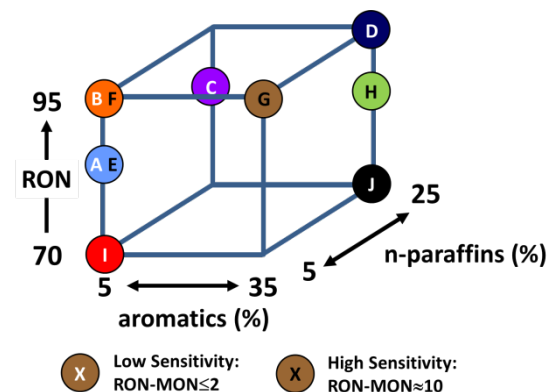 D
C
H
B F
G
95
A E
RON
J
25
70
I
5
n-paraffins (%)
5
35
aromatics (%)
X
Low Sensitivity:
RON-MON≤2
X
High Sensitivity:
RON-MON≈10